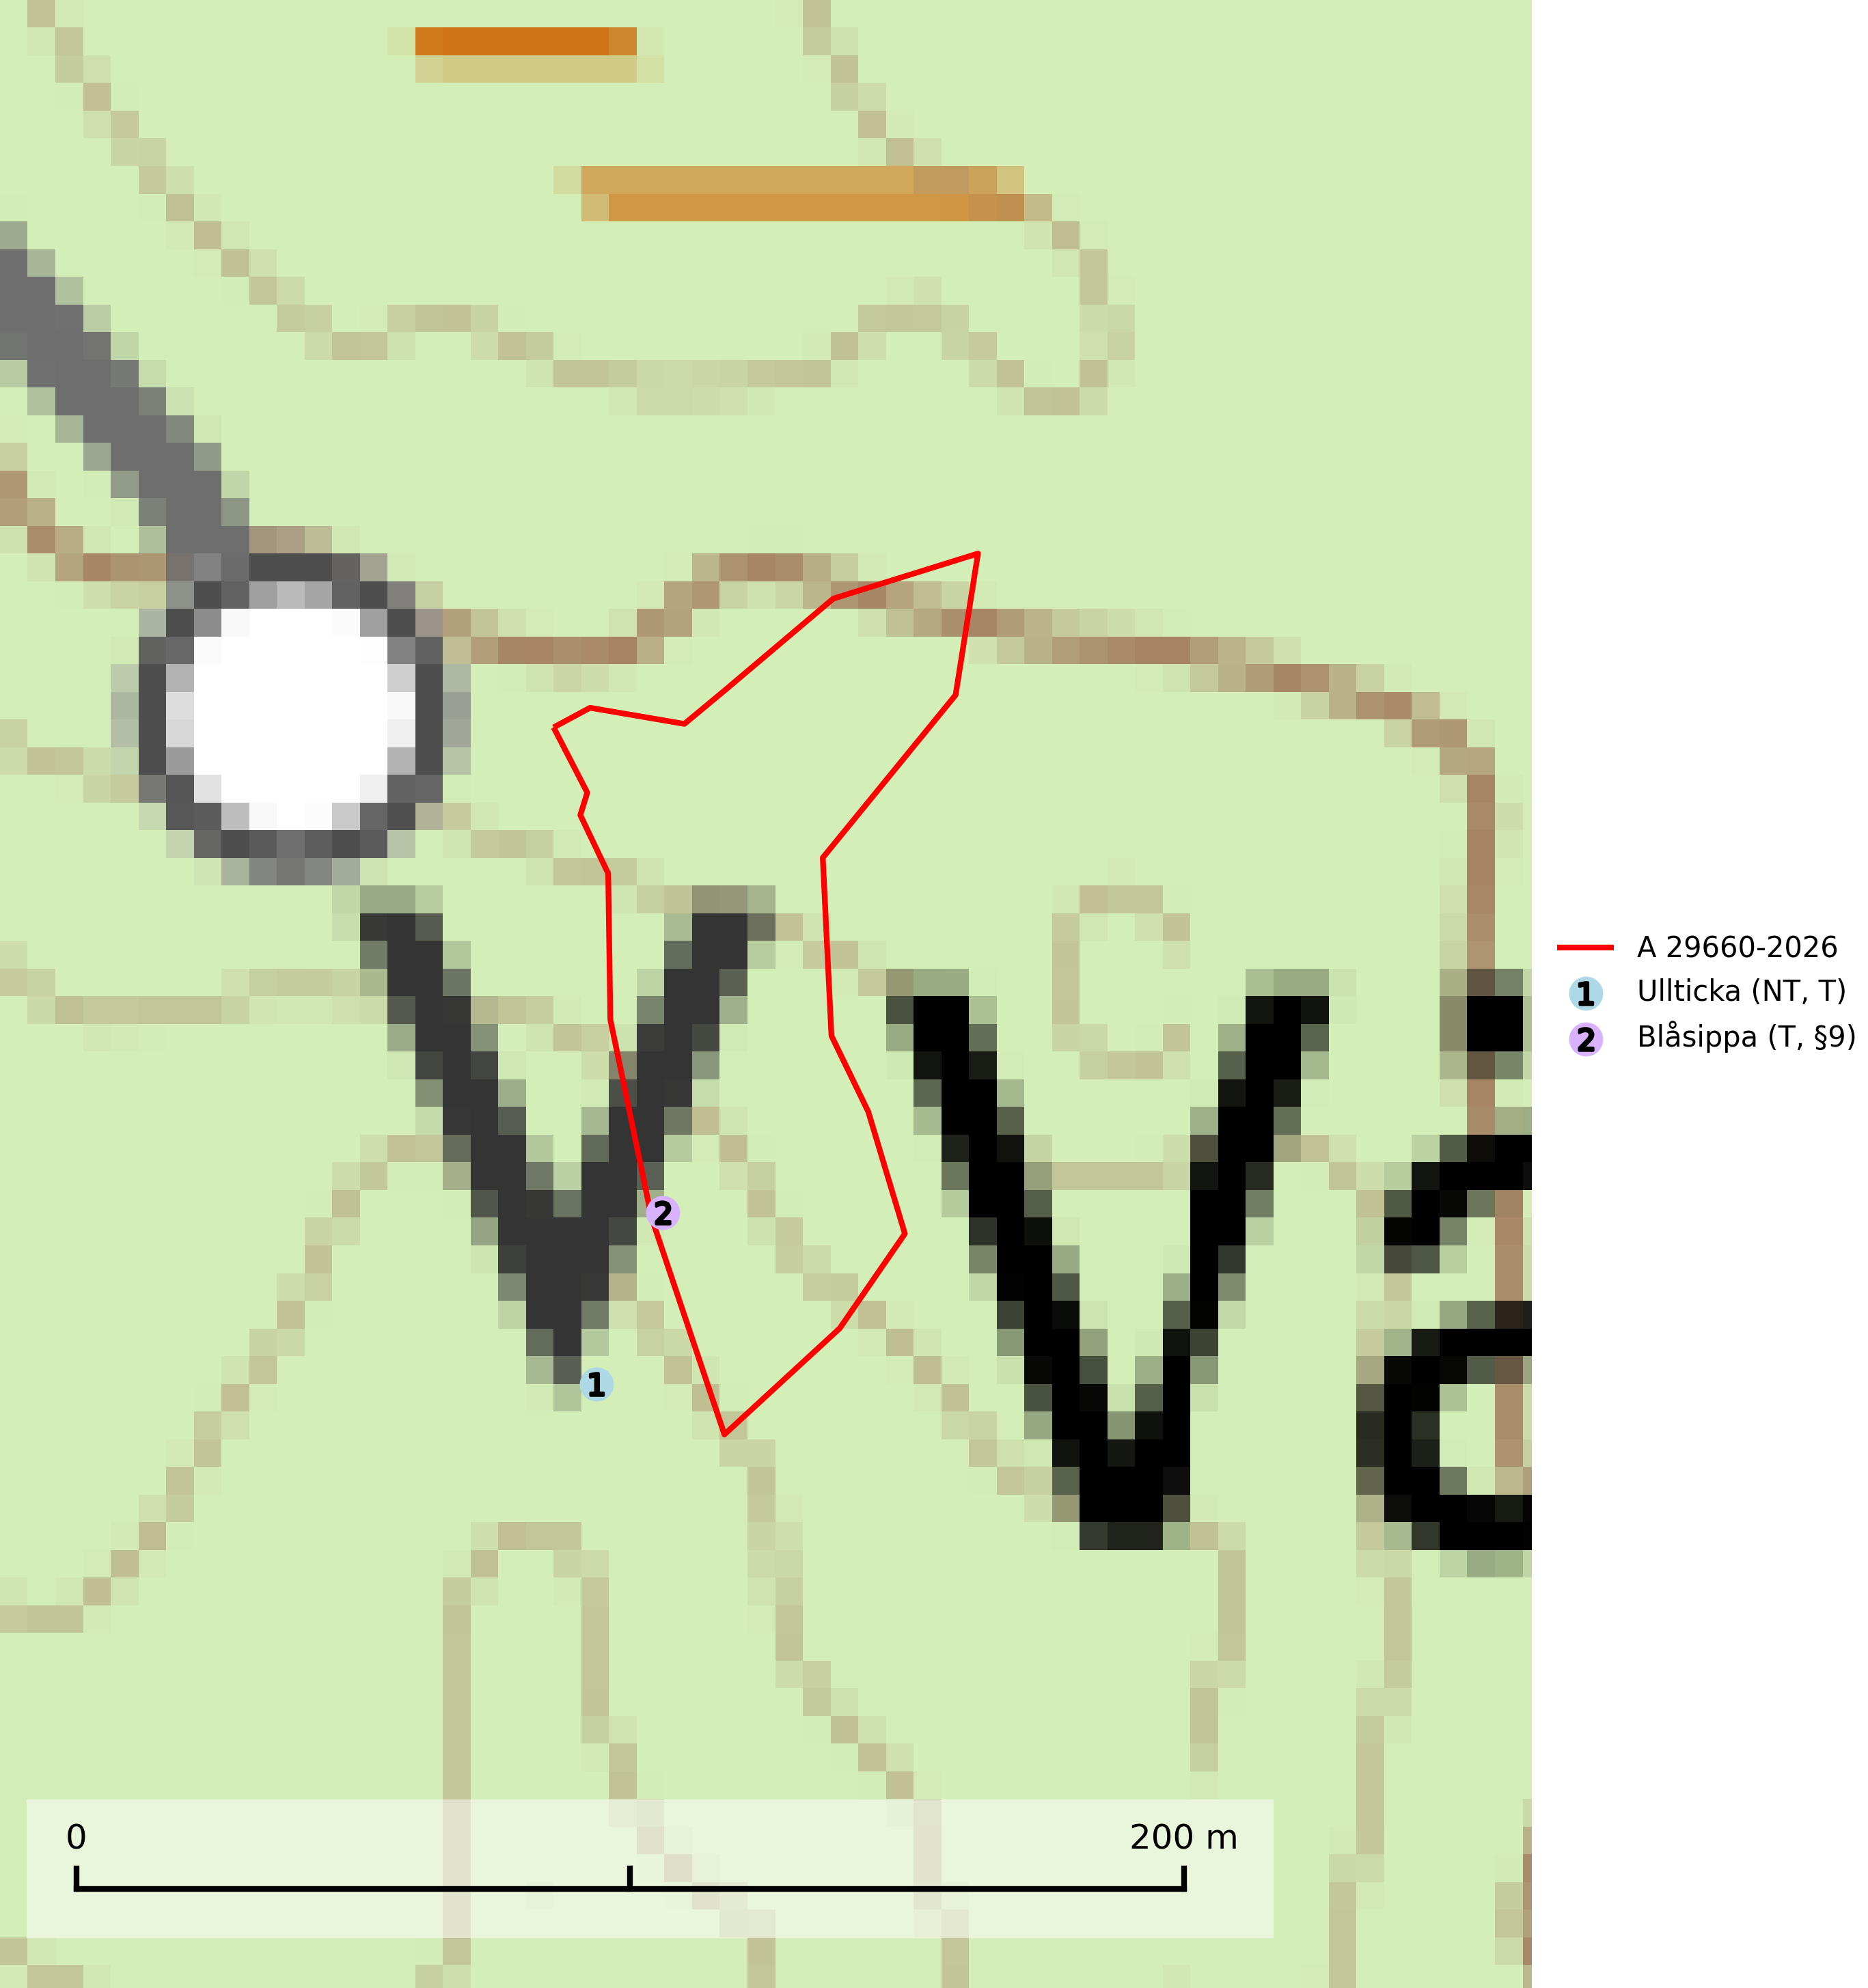 A 29660-2026
1 Ullticka (NT, T)
2 Blåsippa (T, §9)
2
1
0 200 m